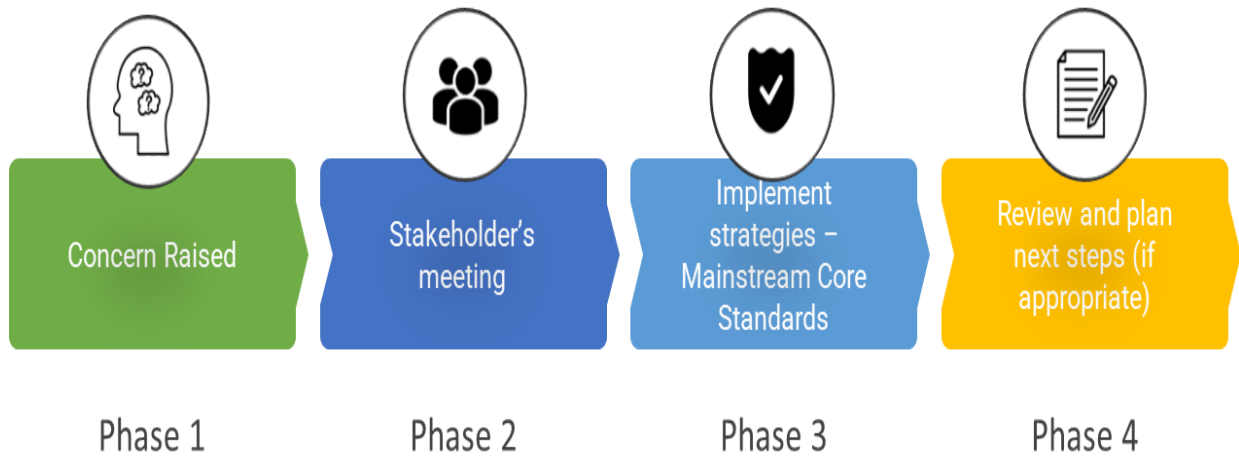 Concern Raised
Stakeholder’s
meeting
Implement
strategies –
Mainstream Core
Standards
Review and plan
next steps (if
appropriate)
Phase 1
Phase 2
Phase 3
Phase 4